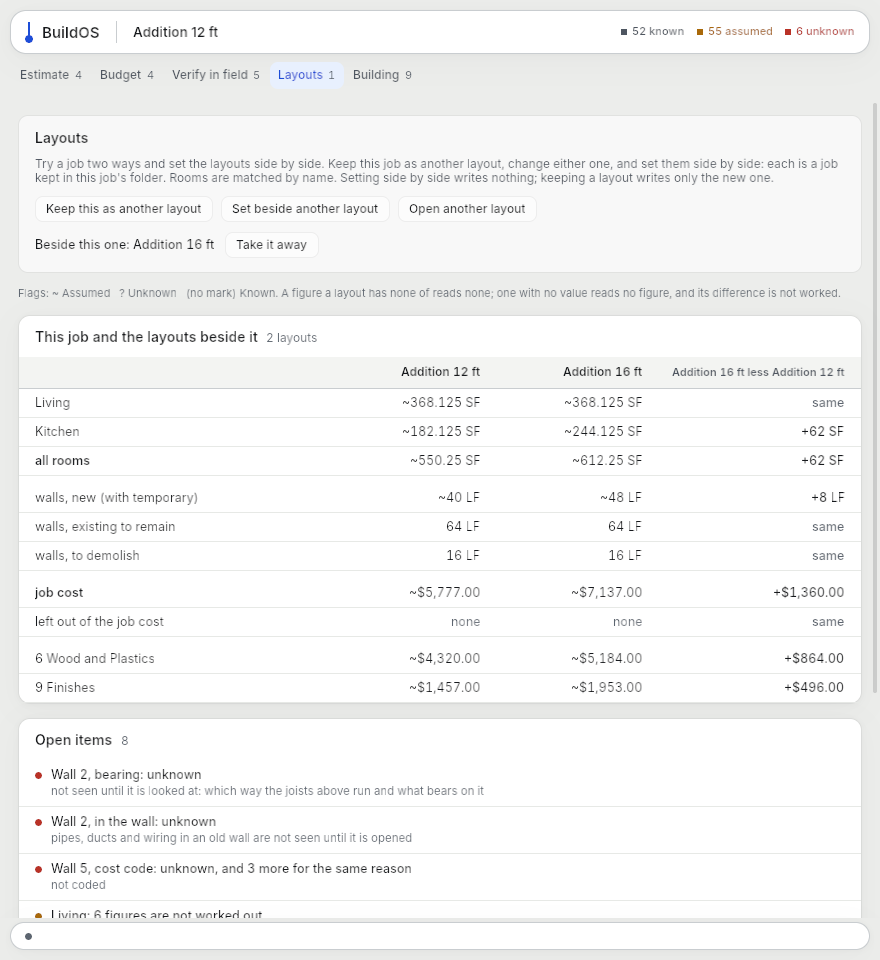 BuildOS
Addition 12 ft
52 known 55 assumed 6 unknown
Estimate 4 Budget 4 Verify in field 5 Layouts 1 Building 9
Layouts
Try a job two ways and set the layouts side by side. Keep this job as another layout, change either one, and set them side by side: each is a job
kept in this job's folder. Rooms are matched by name. Setting side by side writes nothing; keeping a layout writes only the new one.
Keep this as another layout Set beside another layout Open another layout
Beside this one: Addition 16 ft Take it away
Flags: ~ Assumed ? Unknown (no mark) Known. A figure a layout has none of reads none; one with no value reads no figure, and its difference is not worked.
This job and the layouts beside it 2 layouts
Addition 12 ft Addition 16 ft Addition 16 ft less Addition 12 ft
Living ~368.125 SF ~368.125 SF same
Kitchen ~182.125 SF ~244.125 SF +62 SF
all rooms ~550.25 SF ~612.25 SF +62 SF
walls, new (with temporary) ~40 LF ~48 LF +8 LF
walls, existing to remain 64 LF 64 LF same
walls, to demolish 16 LF 16 LF same
job cost ~$5,777.00 ~$7,137.00 +$1,360.00
left out of the job cost none none same
6 Wood and Plastics ~$4,320.00 ~$5,184.00 +$864.00
9 Finishes ~$1,457.00 ~$1,953.00 +$496.00
Open items 8
Wall 2, bearing: unknown
not seen until it is looked at: which way the joists above run and what bears on it
Wall 2, in the wall: unknown
pipes, ducts and wiring in an old wall are not seen until it is opened
Wall 5, cost code: unknown, and 3 more for the same reason
not coded
Living: 6 figures are not worked out